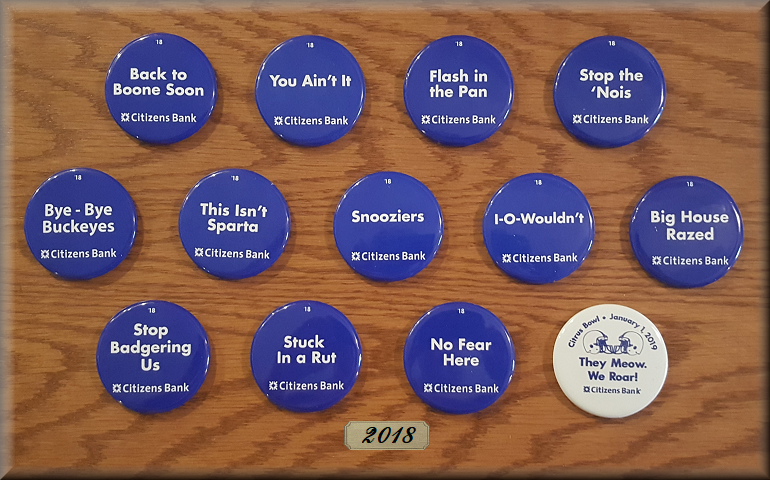 18
Back to
Boone Soon
Citizens Bank
18
You Ain't It
Citizens Bank
18
Flash in
the Pan
Citizens Bank
18
Stop the
'Nois
Citizens Bank
18
Bye - Bye
Buckeyes
Citizens Bank
18
This Isn't
Sparta
Citizens Bank
18
Snooziers
Citizens Bank
18
I-O-Wouldn't
Citizens Bank
18
Big House
Razed
Citizens Bank
18
Stop
Badgering
Us
Citizens Bank
18
Stuck
In a Rut
Citizens Bank
18
No Fear
Here
Citizens Bank
Citrus Bowl • January 1, 2019
They Meow.
We Roar!
Citizens Bank
2018